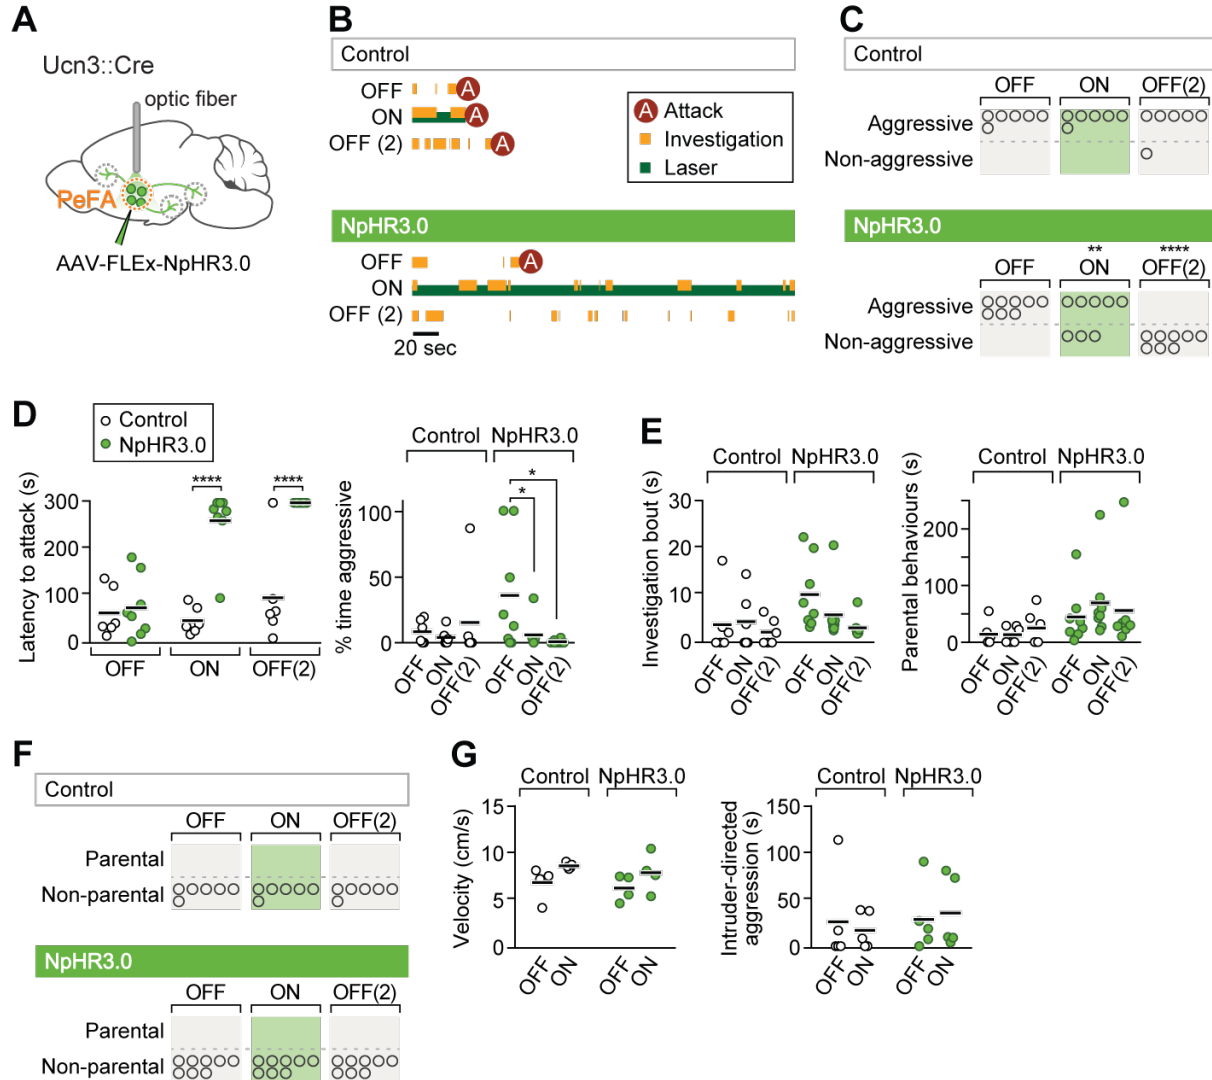 A
Ucn3::Cre
optic fiber
PeFA
AAV-FLEx-NpHR3.0
B
Control
OFF
A
ON
A
OFF (2)
A
A Attack
Investigation
Laser
NpHR3.0
OFF
A
ON
OFF (2)
20 sec
C
Control
OFF ON OFF(2)
Aggressive
Non-aggressive
NpHR3.0
** ****
OFF ON OFF(2)
Aggressive
Non-aggressive
D
Control
NpHR3.0
Latency to attack (s)
300
200
100
0
**** ****
OFF ON OFF(2)
Control NpHR3.0
% time aggressive
100
50
0
*
*
OFF ON OFF(2) OFF ON OFF(2)
E
Control NpHR3.0
Investigation bout (s)
30
20
10
0
OFF ON OFF(2) OFF ON OFF(2)
Control NpHR3.0
Parental behaviours (s)
200
100
0
OFF ON OFF(2) OFF ON OFF(2)
F
Control
OFF ON OFF(2)
Parental
Non-parental
NpHR3.0
OFF ON OFF(2)
Parental
Non-parental
G
Control NpHR3.0
Velocity (cm/s)
15
10
5
0
OFF ON OFF ON
Control NpHR3.0
Intruder-directed
aggression (s)
150
100
50
0
OFF ON OFF ON